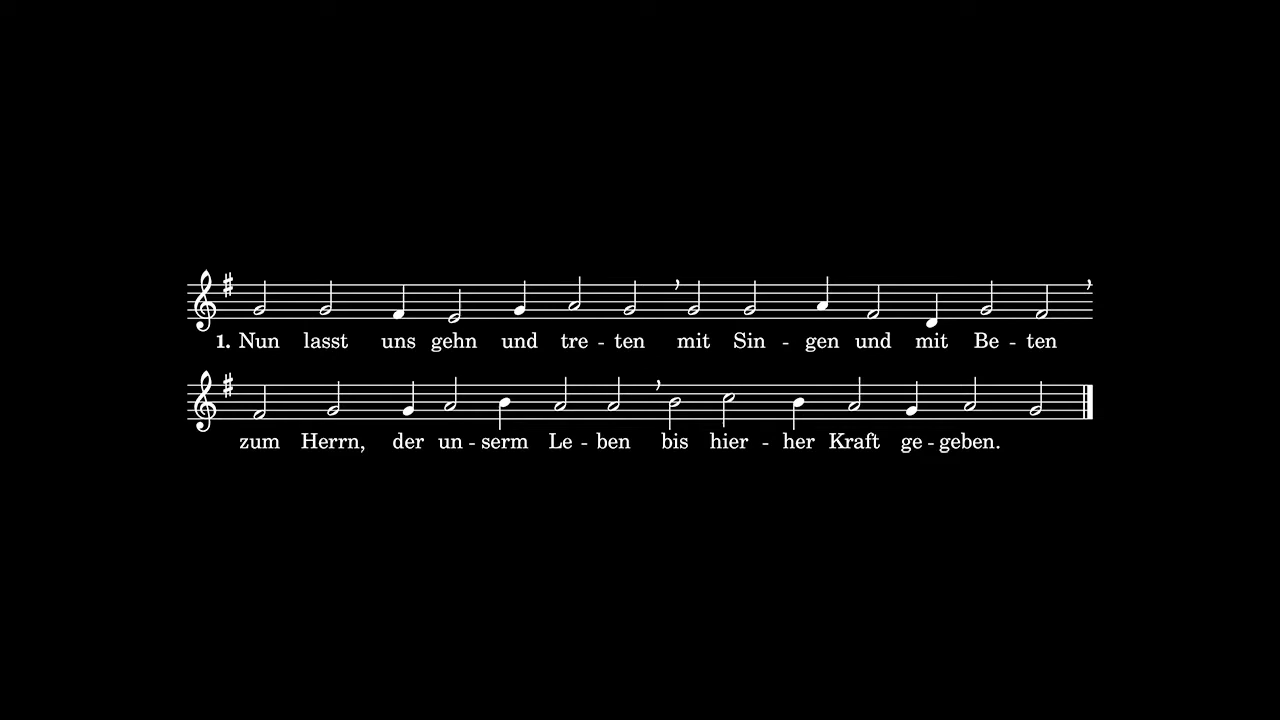 1. Nun lasst uns gehn und tre - ten mit Sin - gen und mit Be - ten
zum Herrn, der un - serm Le - ben bis hier - her Kraft ge - geben.